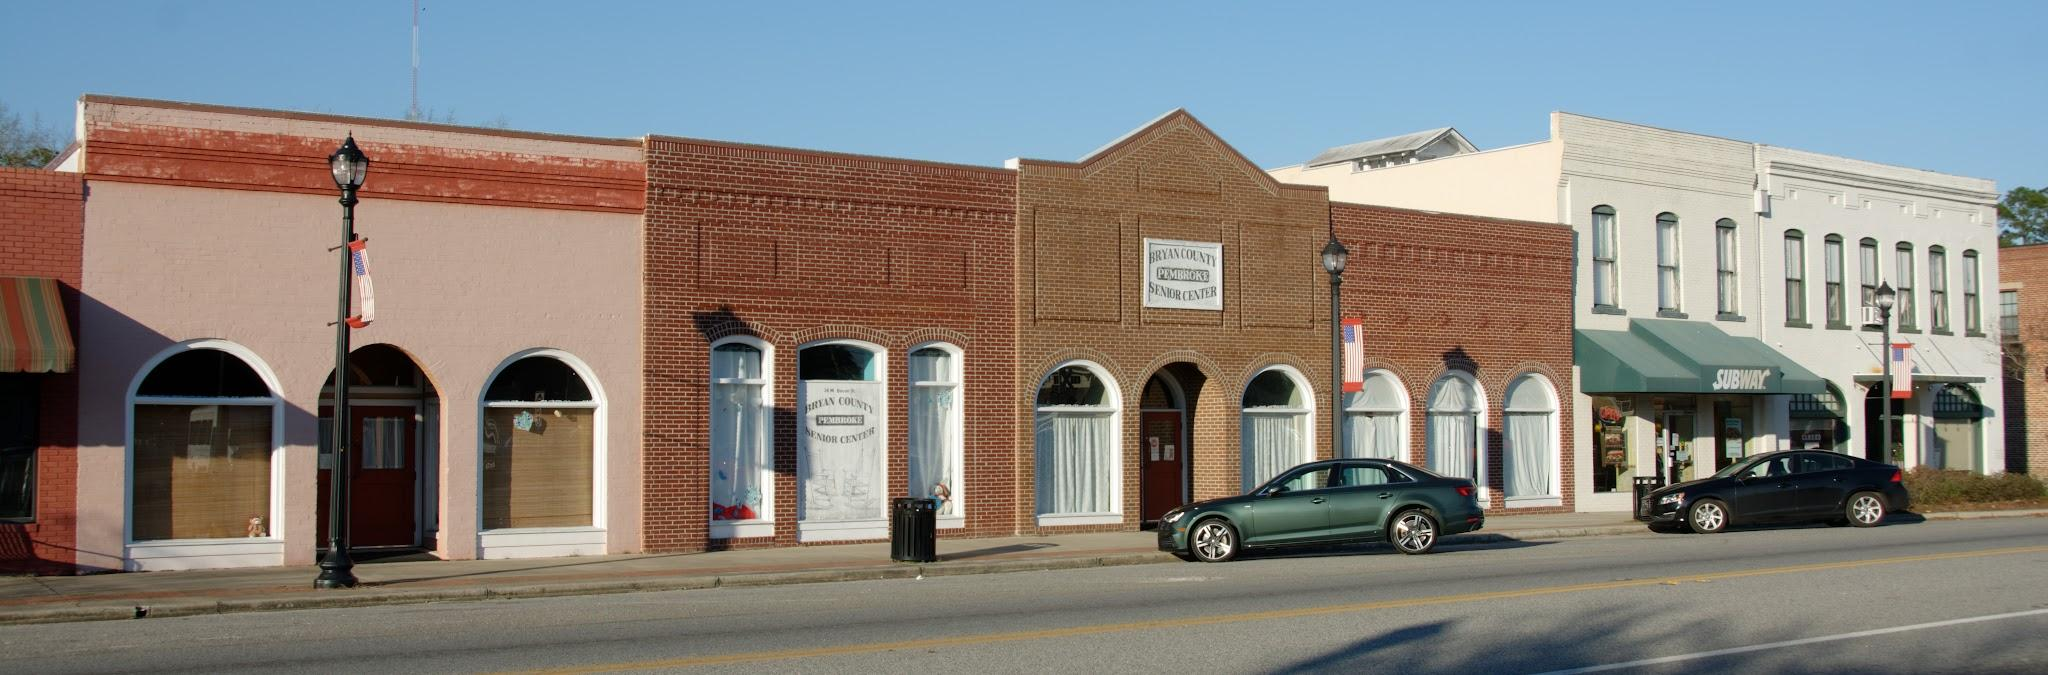 BRYAN COUNTY
PEMBROKE
SENIOR CENTER
BRYAN COUNTY
PEMBROKE
SENIOR CENTER
SUBWAY